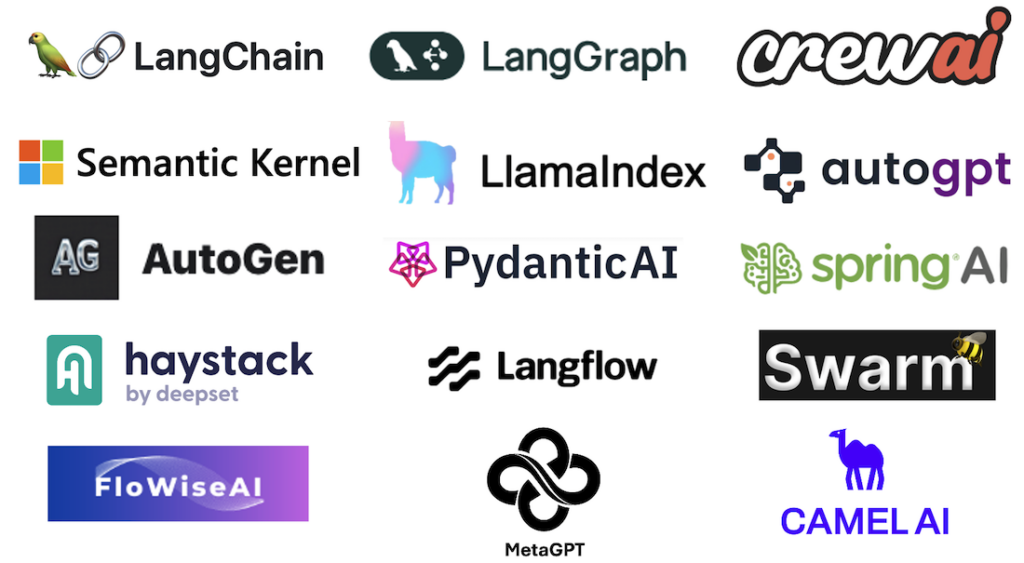 LangChain
LangGraph
crewai
Semantic Kernel
LlamaIndex
autogpt
AG
AutoGen
PydanticAI
spring® AI
haystack
by deepset
Langflow
Swarm
FloWiseAI
MetaGPT
CAMEL AI